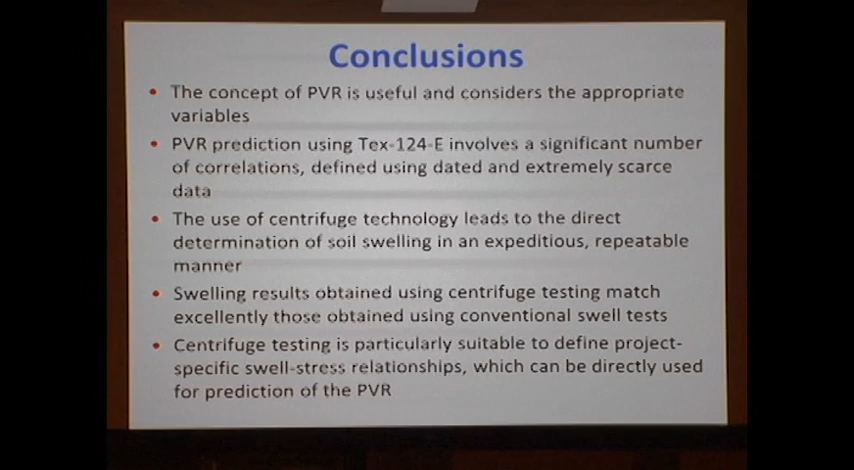 Conclusions
• The concept of PVR is useful and considers the appropriate
variables
• PVR prediction using Tex-124-E involves a significant number
of correlations, defined using dated and extremely scarce
data
• The use of centrifuge technology leads to the direct
determination of soil swelling in an expeditious, repeatable
manner
• Swelling results obtained using centrifuge testing match
excellently those obtained using conventional swell tests
• Centrifuge testing is particularly suitable to define project-
specific swell-stress relationships, which can be directly used
for prediction of the PVR